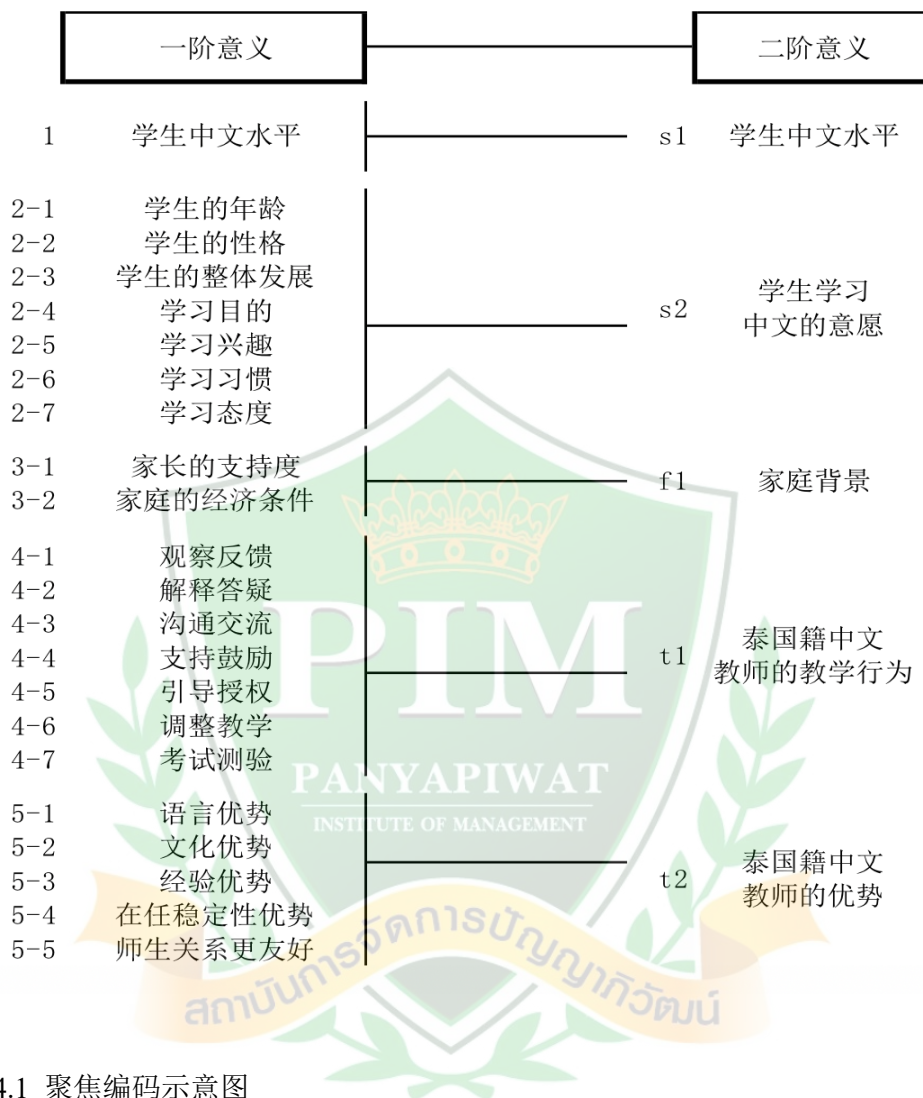 一阶意义 二阶意义
1 学生中文水平 s1 学生中文水平
2-1 学生的年龄
2-2 学生的性格
2-3 学生的整体发展
学生学习
2-4 学习目的 s2
中文的意愿
2-5 学习兴趣
2-6 学习习惯
2-7 学习态度
3-1 家长的支持度
f1 家庭背景
3-2 家庭的经济条件
4-1 观察反馈
4-2 解释答疑
4-3 沟通交流
泰国籍中文
4-4 支持鼓励 t1
教师的教学行为
4-5 引导授权
4-6 调整教学
4-7 考试测验
PIM
PANYAPIWAT
INSTITUTE OF MANAGEMENT
5-1 语言优势
5-2 文化优势
泰国籍中文
5-3 经验优势 t2
教师的优势
5-4 在任稳定性优势
5-5 师生关系更友好
สถาบันการจัดการปัญญาภิวัฒน์
4.1 聚焦编码示意图